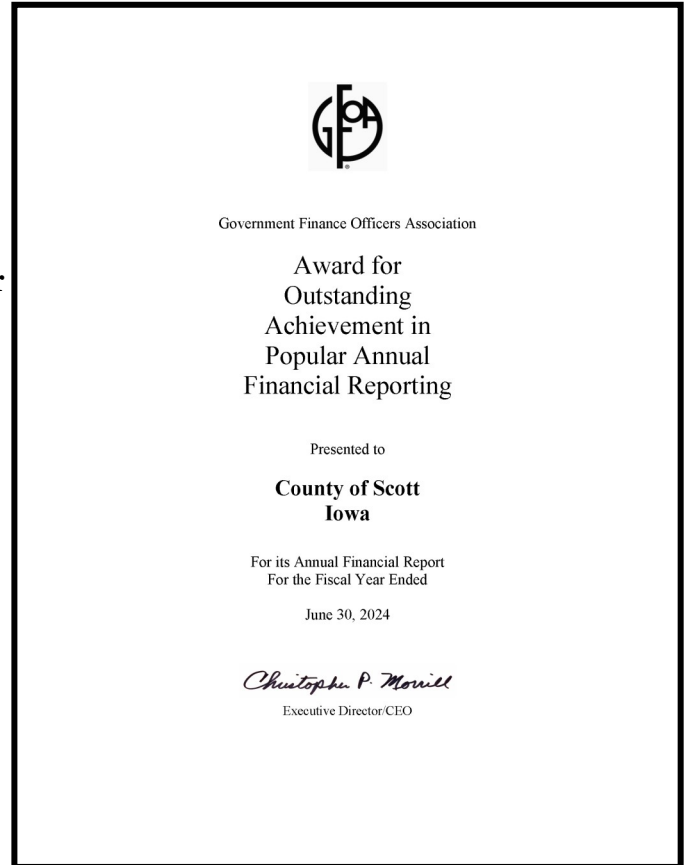 GFOA
®
Government Finance Officers Association
Award for
Outstanding
Achievement in
Popular Annual
Financial Reporting
Presented to
County of Scott
Iowa
For its Annual Financial Report
For the Fiscal Year Ended
June 30, 2024
Christopher P. Morrill
Executive Director/CEO